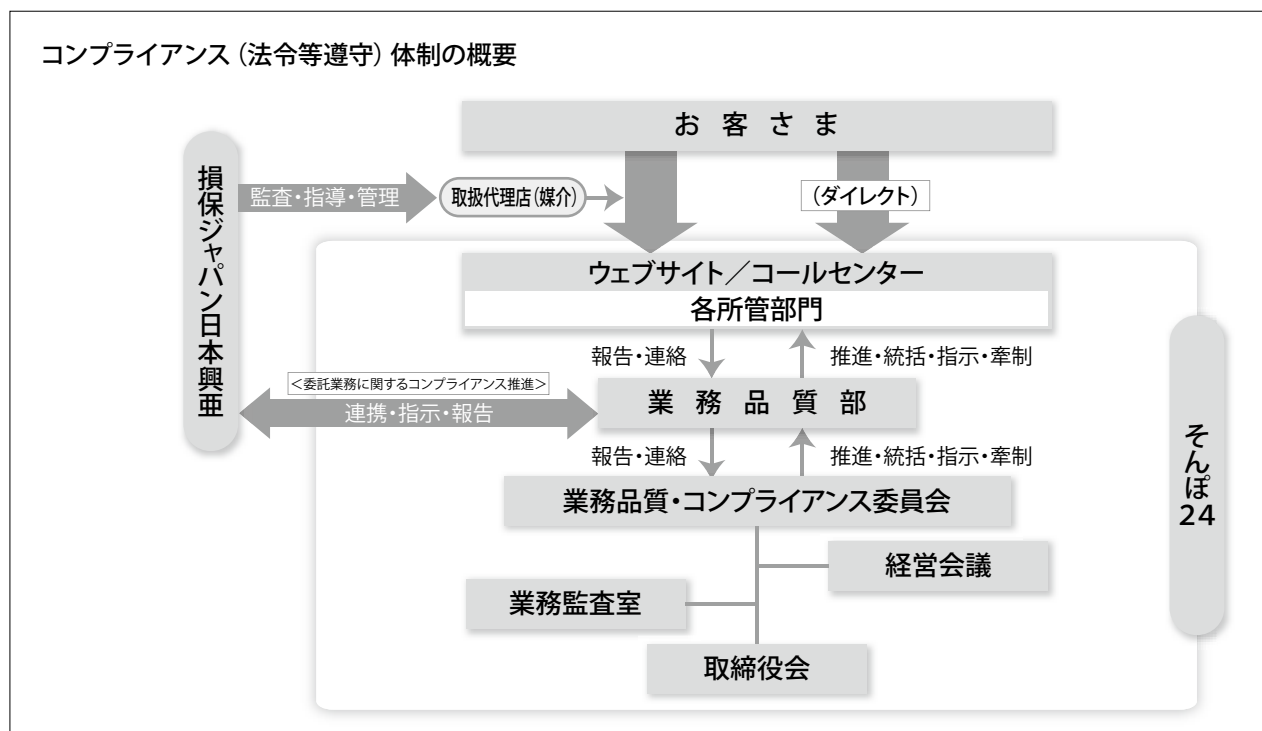 コンプライアンス（法令等遵守）体制の概要
お客さま
損保ジャパン日本興亜
監査・指導・管理
取扱代理店（媒介）
（ダイレクト）
ウェブサイト／コールセンター
各所管部門
報告・連絡
推進・統括・指示・牽制
＜委託業務に関するコンプライアンス推進＞
連携・指示・報告
業務品質部
報告・連絡
推進・統括・指示・牽制
業務品質・コンプライアンス委員会
経営会議
業務監査室
取締役会
そんぽ24